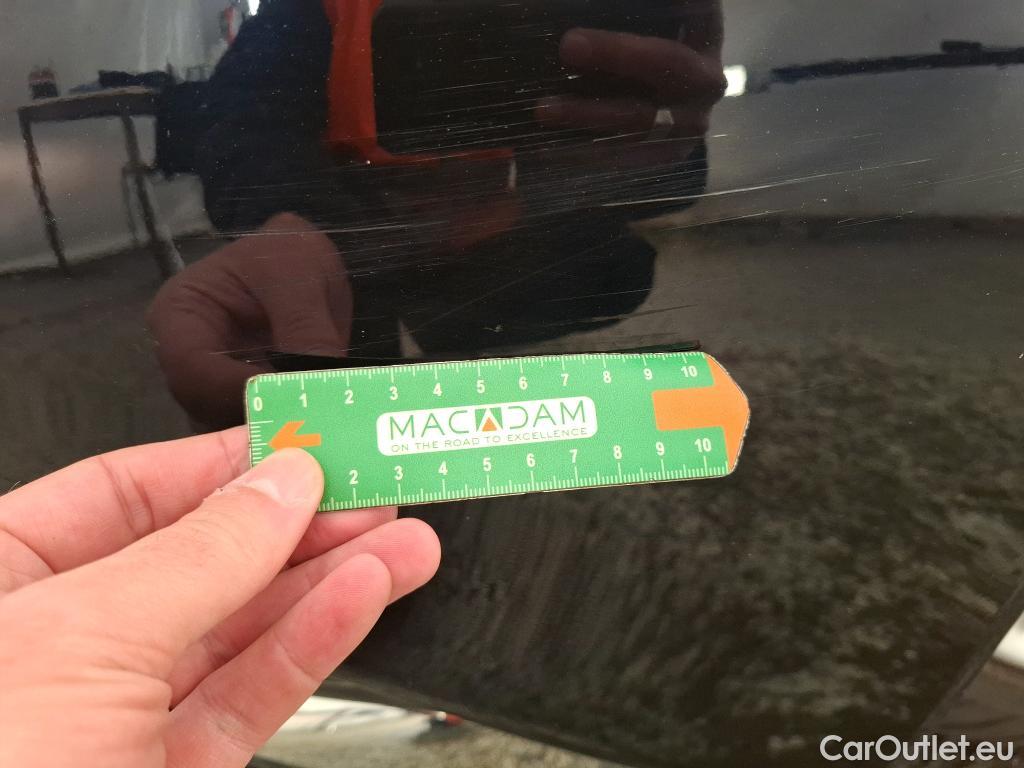 0 1 2 3 4 5 6 7 8 9 10
MACADAM
ON THE ROAD TO EXCELLENCE
2 3 4 5 6 7 8 9 10
CarOutlet.eu